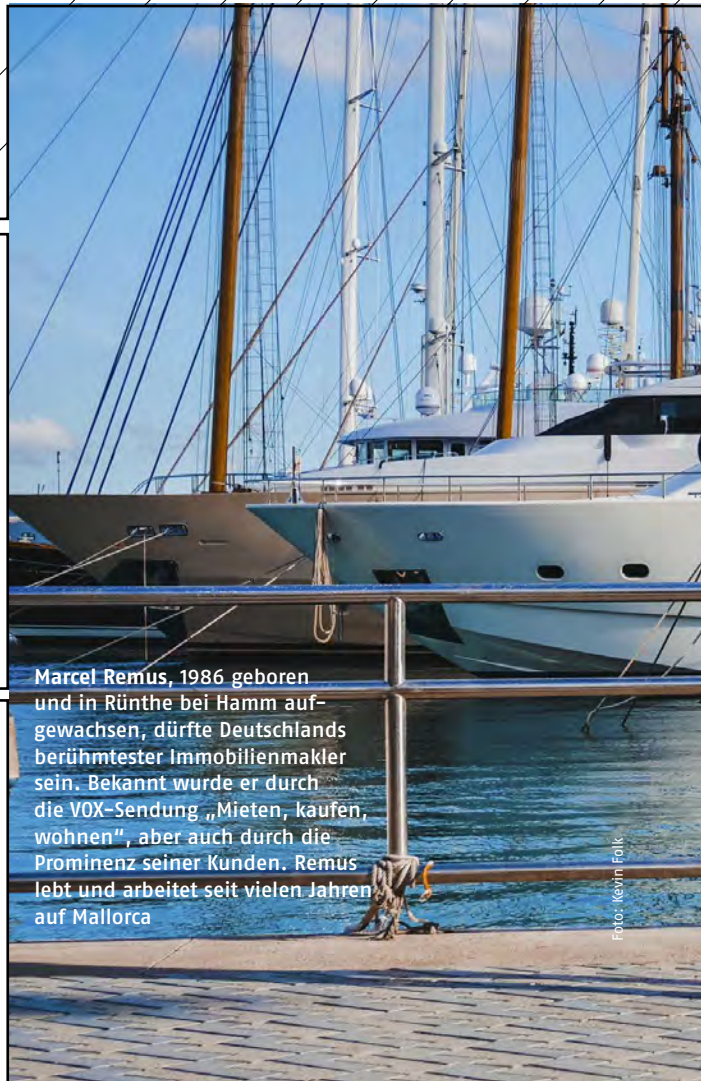 Marcel Remus, 1986 geboren
und in Rünthe bei Hamm auf-
gewachsen, dürfte Deutschlands
berühmtester Immobilienmakler
sein. Bekannt wurde er durch
die VOX-Sendung „Mieten, kaufen,
wohnen“, aber auch durch die
Prominenz seiner Kunden. Remus
lebt und arbeitet seit vielen Jahren
auf Mallorca
Foto: Kevin Folk